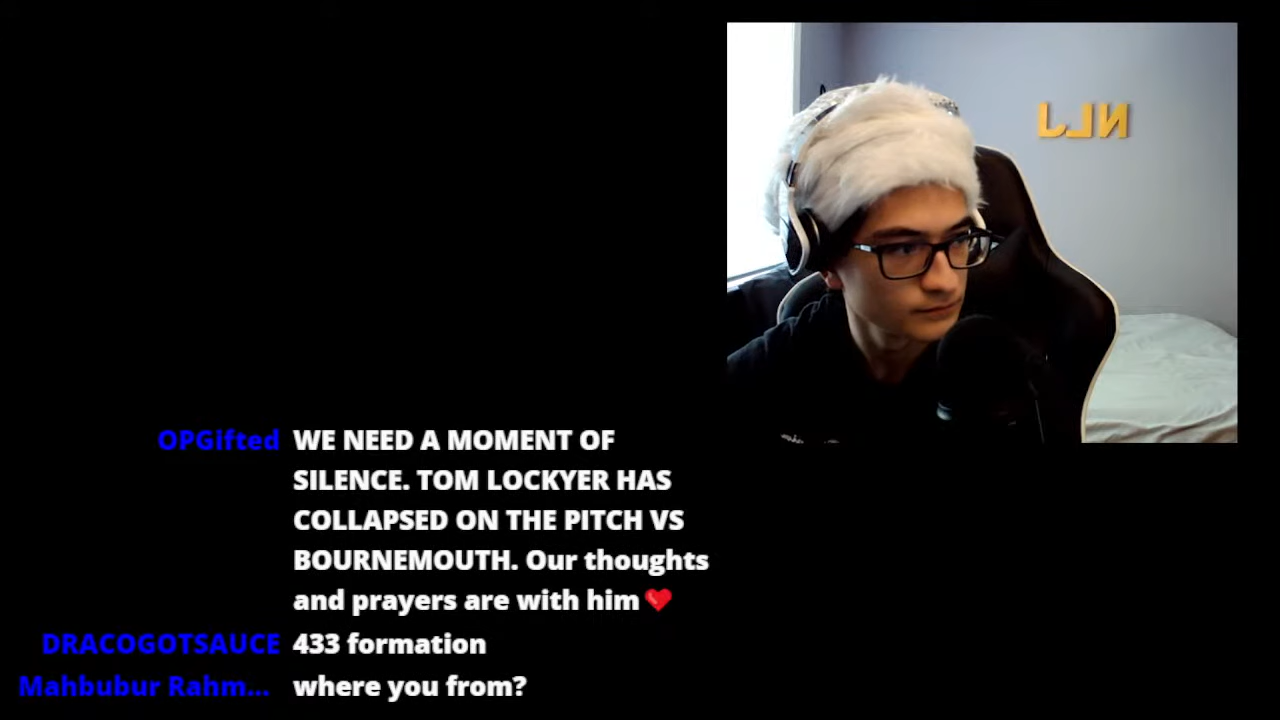 NLJ
OPGifted WE NEED A MOMENT OF
SILENCE. TOM LOCKYER HAS
COLLAPSED ON THE PITCH VS
BOURNEMOUTH. Our thoughts
and prayers are with him❤️
DRACOGOTSAUCE 433 formation
Mahbubur Rahm... where you from?